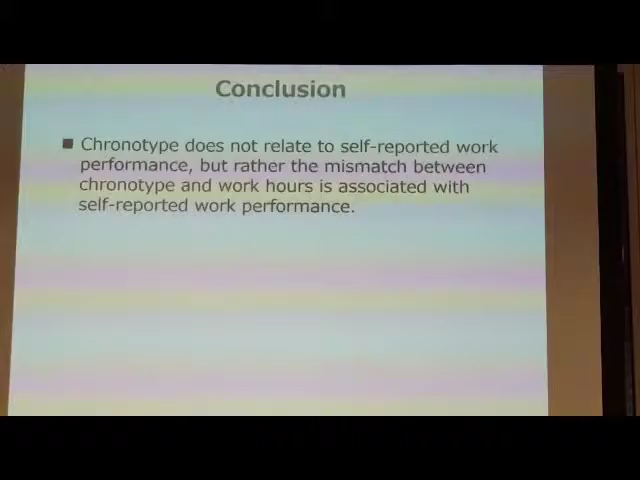 Conclusion
■ Chronotype does not relate to self-reported work
performance, but rather the mismatch between
chronotype and work hours is associated with
self-reported work performance.